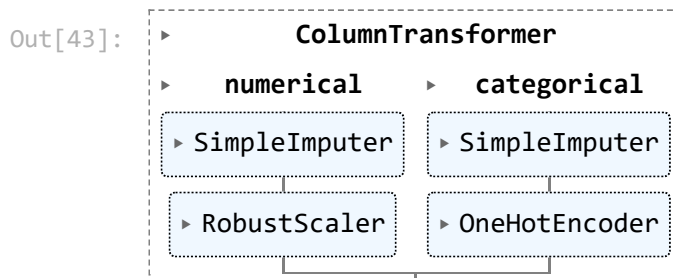 Out[43]:
ColumnTransformer
numerical categorical
SimpleImputer SimpleImputer
RobustScaler OneHotEncoder